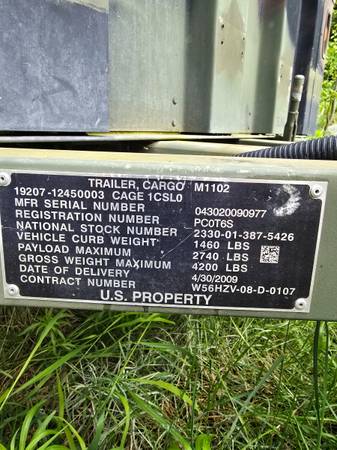 TRAILER, CARGO M1102
19207-12450003 CAGE 1CSL0
MFR SERIAL NUMBER 043020090977
REGISTRATION NUMBER PC0T6S
NATIONAL STOCK NUMBER 2330-01-387-5426
VEHICLE CURB WEIGHT 1460 LBS
PAYLOAD MAXIMUM 2740 LBS
GROSS WEIGHT MAXIMUM 4200 LBS
DATE OF DELIVERY 4/30/2009
CONTRACT NUMBER W56HZV-08-D-0107
U.S. PROPERTY